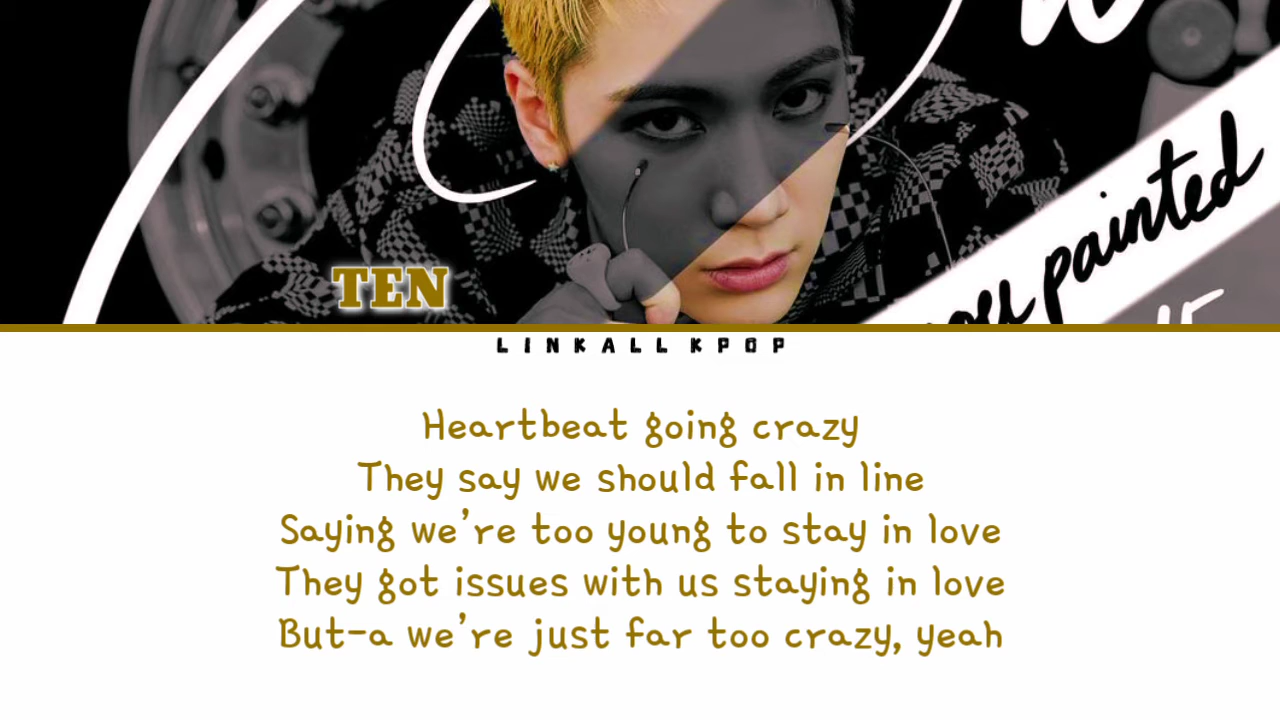 you painted
TEN
LINKALL KPOP
Heartbeat going crazy
They say we should fall in line
Saying we're too young to stay in love
They got issues with us staying in love
But-a we're just far too crazy, yeah